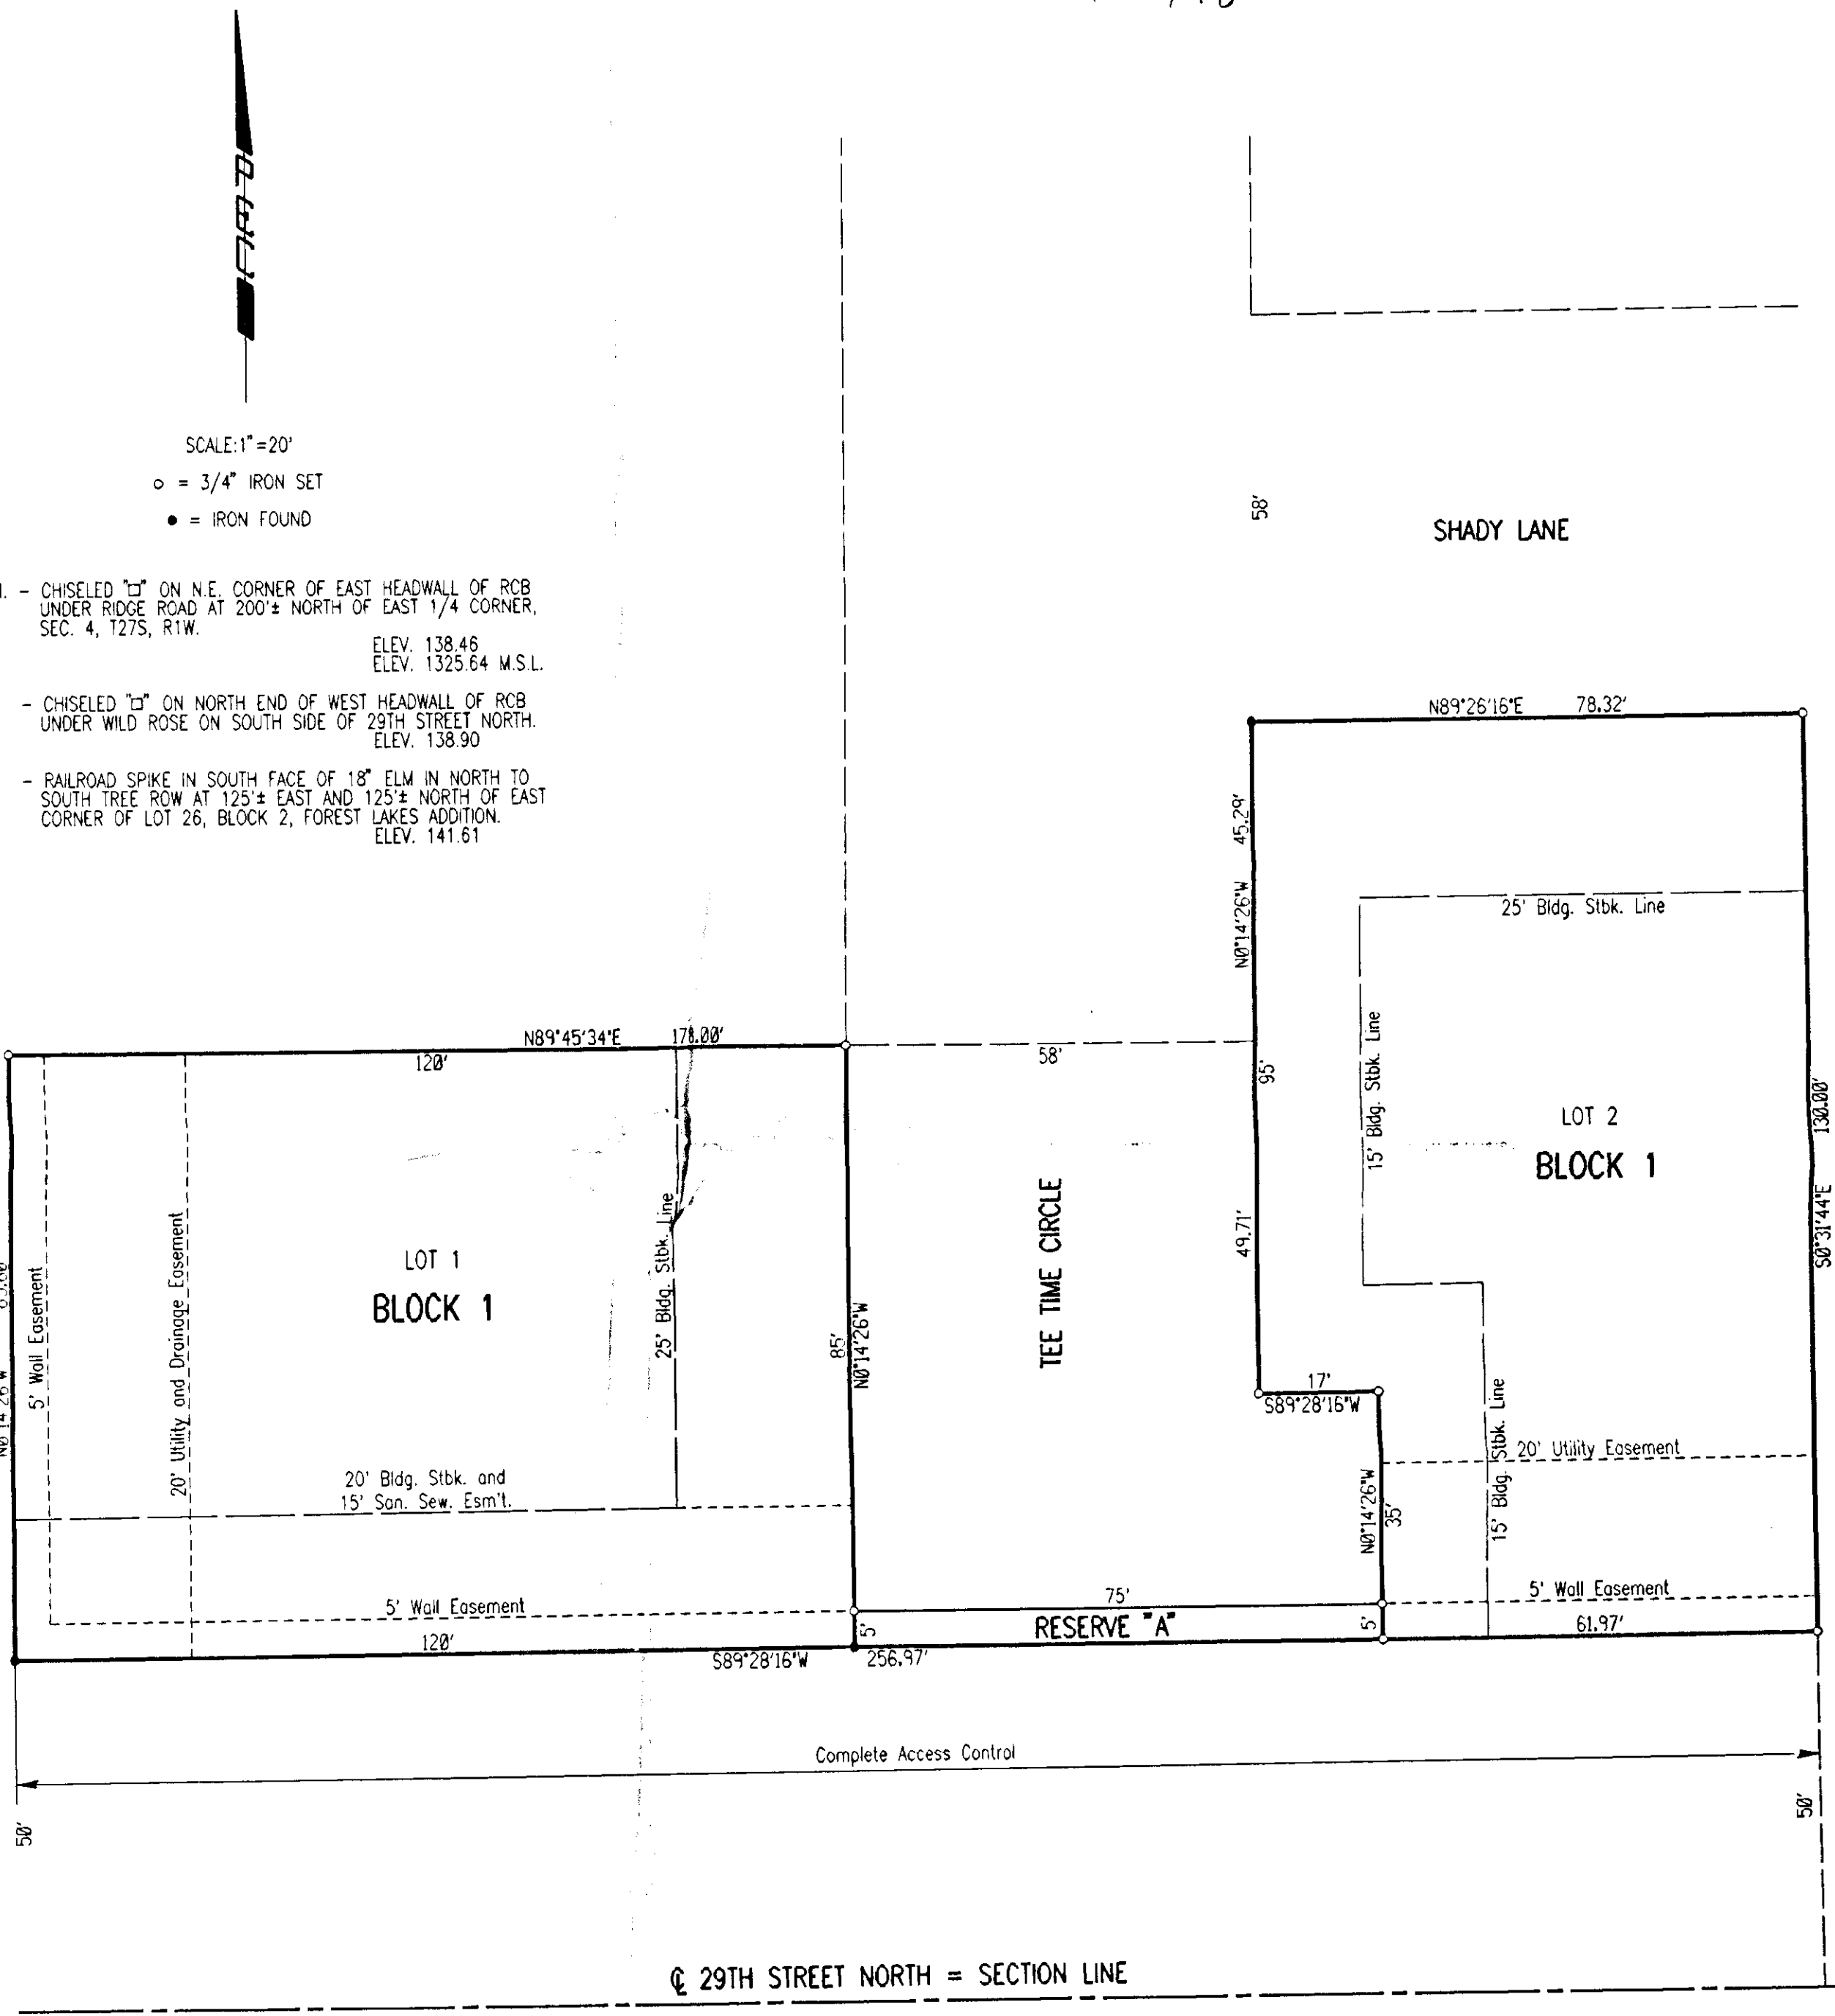 SCALE:1"=20'
○ = 3/4" IRON SET
● = IRON FOUND
- CHISELED "□" ON N.E. CORNER OF EAST HEADWALL OF RCB
UNDER RIDGE ROAD AT 200'± NORTH OF EAST 1/4 CORNER,
SEC. 4, T27S, R1W.
ELEV. 138.46
ELEV. 1325.64 M.S.L.
- CHISELED "□" ON NORTH END OF WEST HEADWALL OF RCB
UNDER WILD ROSE ON SOUTH SIDE OF 29TH STREET NORTH.
ELEV. 138.90
- RAILROAD SPIKE IN SOUTH FACE OF 18" ELM IN NORTH TO
SOUTH TREE ROW AT 125'± EAST AND 125'± NORTH OF EAST
CORNER OF LOT 26, BLOCK 2, FOREST LAKES ADDITION.
ELEV. 141.61
58'
SHADY LANE
N89°26'16"E 78.32'
45.29'
N0°14'26"W
25' Bldg. Stbk. Line
15' Bldg. Stbk. Line
95'
49.71'
LOT 2
BLOCK 1
130.00'
S0°31'44"E
N89°45'34"E 178.00'
120'
58'
5' Wall Easement
20' Utility and Drainage Easement
LOT 1
BLOCK 1
25' Bldg. Stbk. Line
85'
N0°14'26"W
TEE TIME CIRCLE
17'
S89°28'16"W
N0°14'26"W
35'
15' Bldg. Stbk. Line
20' Utility Easement
20' Bldg. Stbk. and
15' San. Sew. Esm't.
5' Wall Easement
75'
5' Wall Easement
5'
RESERVE "A"
5'
61.97'
120'
S89°28'16"W 256.97'
Complete Access Control
50'
50'
℄ 29TH STREET NORTH = SECTION LINE